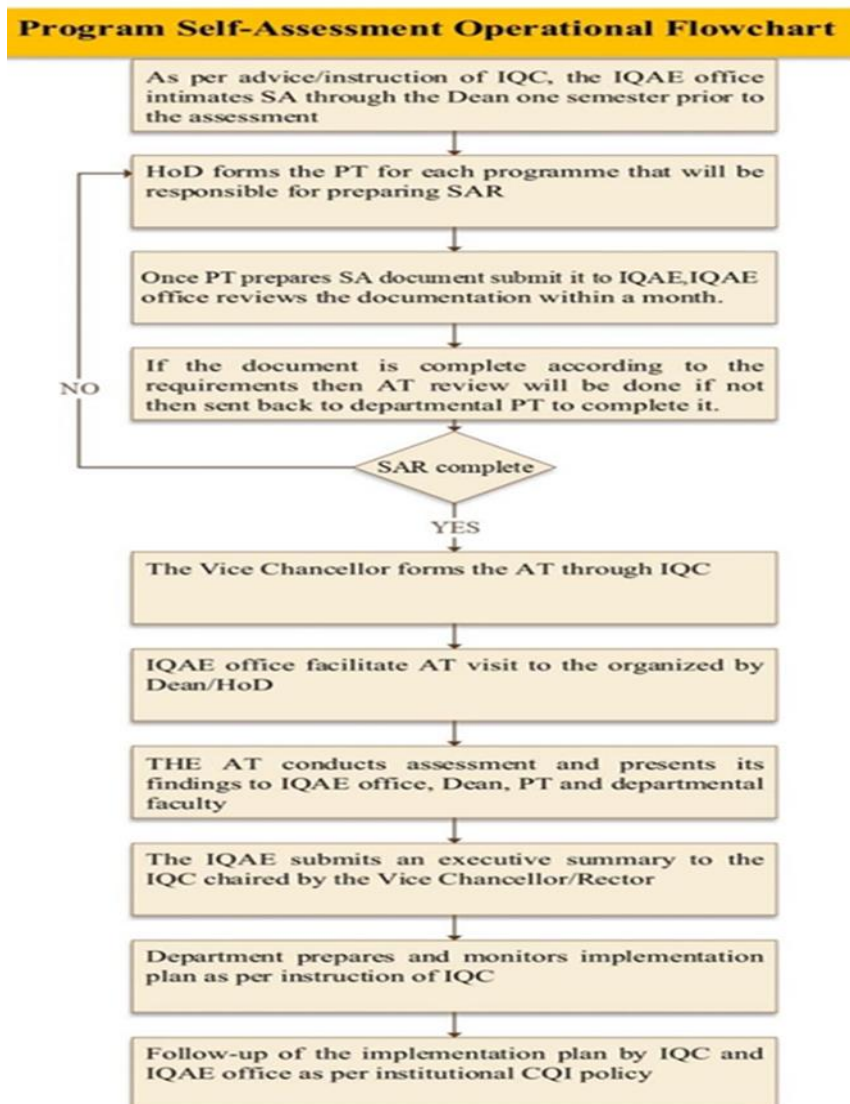 Program Self-Assessment Operational Flowchart
As per advice/instruction of IQC, the IQAE office
intimates SA through the Dean one semester prior to
the assessment
HoD forms the PT for each programme that will be
responsible for preparing SAR
Once PT prepares SA document submit it to IQAE,IQAE
office reviews the documentation within a month.
If the document is complete according to the
requirements then AT review will be done if not
then sent back to departmental PT to complete it.
NO
SAR complete
YES
The Vice Chancellor forms the AT through IQC
IQAE office facilitate AT visit to the organized by
Dean/HoD
THE AT conducts assessment and presents its
findings to IQAE office, Dean, PT and departmental
faculty
The IQAE submits an executive summary to the
IQC chaired by the Vice Chancellor/Rector
Department prepares and monitors implementation
plan as per instruction of IQC
Follow-up of the implementation plan by IQC and
IQAE office as per institutional CQI policy